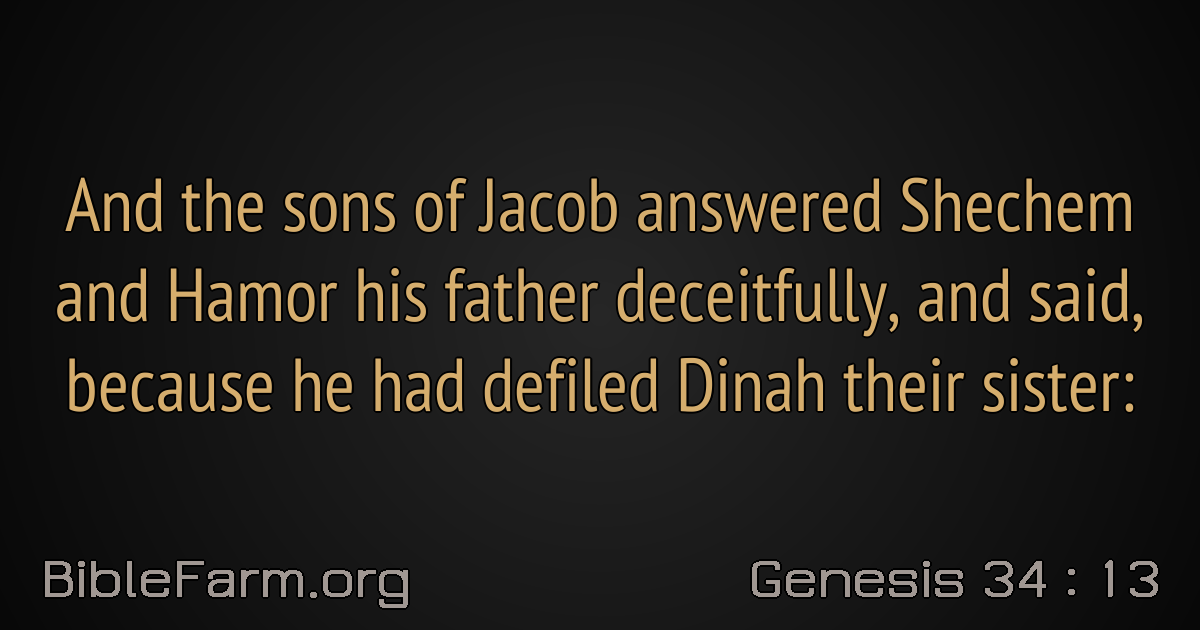 And the sons of Jacob answered Shechem
and Hamor his father deceitfully, and said,
because he had defiled Dinah their sister:
BibleFarm.org
Genesis 34 : 13